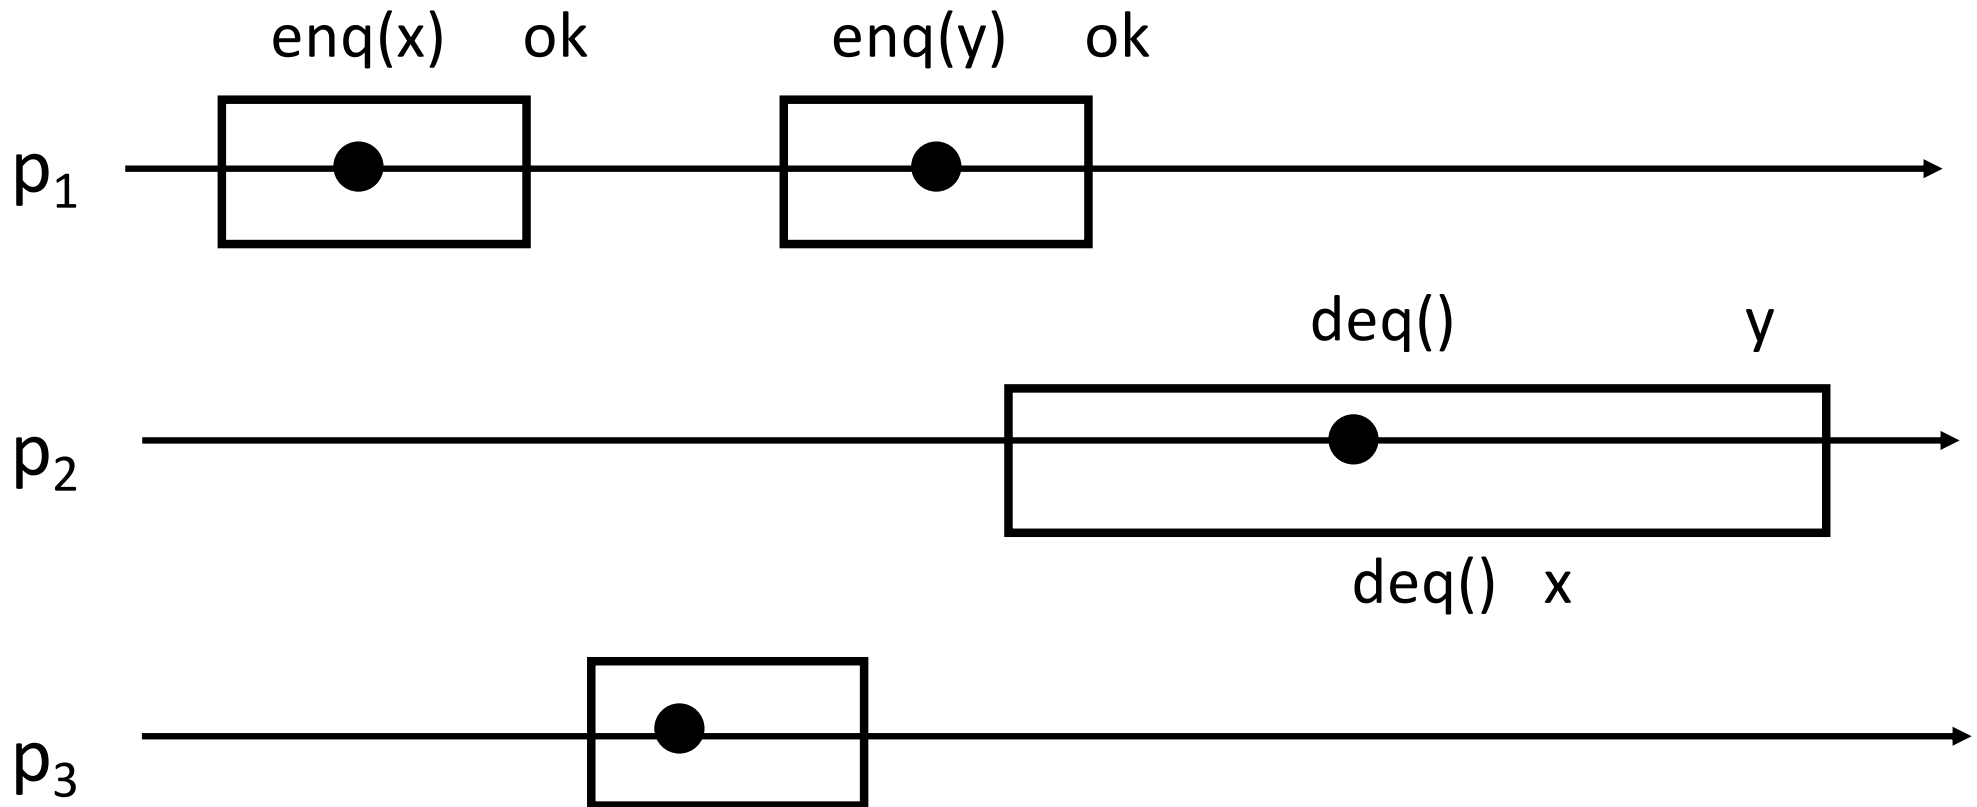 enq(x) ok enq(y) ok
p1
deq() y
p2
deq() x
p3